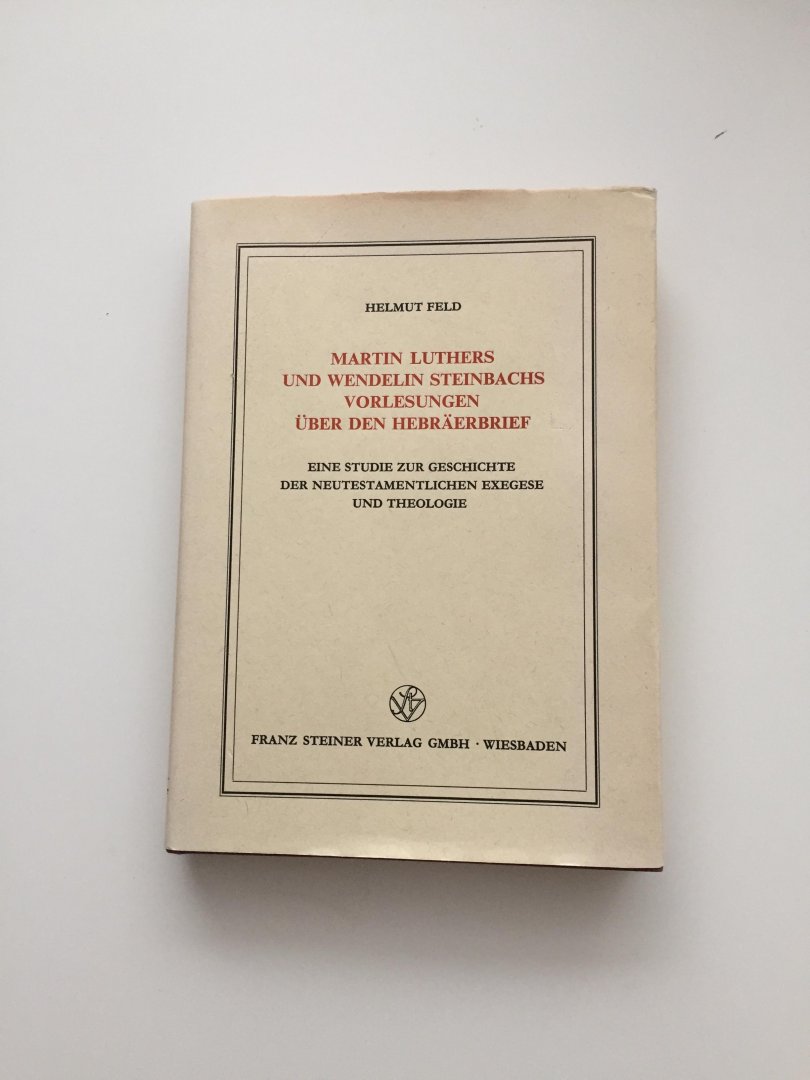 HELMUT FELD
MARTIN LUTHERS
UND WENDELIN STEINBACHS
VORLESUNGEN
ÜBER DEN HEBRÄERBRIEF
EINE STUDIE ZUR GESCHICHTE
DER NEUTESTAMENTLICHEN EXEGESE
UND THEOLOGIE
FRANZ STEINER VERLAG GMBH · WIESBADEN